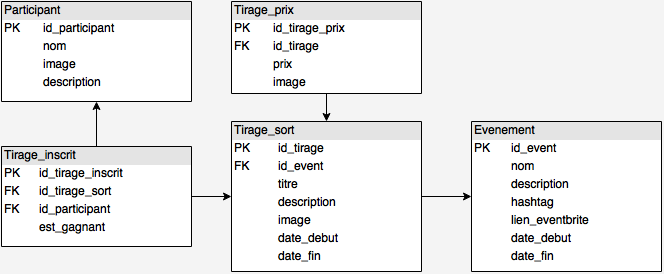 Participant
PK id_participant
nom
image
description
Tirage_prix
PK id_tirage_prix
FK id_tirage
prix
image
Tirage_inscrit
PK id_tirage_inscrit
FK id_tirage_sort
FK id_participant
est_gagnant
Tirage_sort
PK id_tirage
FK id_event
titre
description
image
date_debut
date_fin
Evenement
PK id_event
nom
description
hashtag
lien_eventbrite
date_debut
date_fin